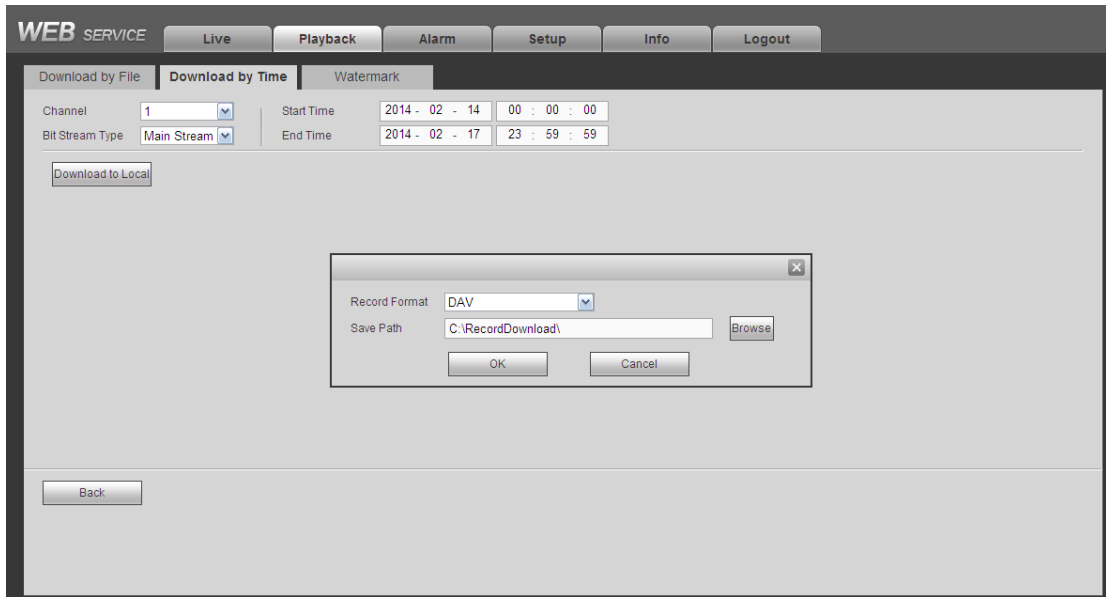 WEB SERVICE Live Playback Alarm Setup Info Logout
Download by File Download by Time Watermark
Channel 1 Start Time 2014 - 02 - 14 00 : 00 : 00
Bit Stream Type Main Stream End Time 2014 - 02 - 17 23 : 59 : 59
Download to Local
Record Format DAV
Save Path C:\RecordDownload\ Browse
OK Cancel
Back